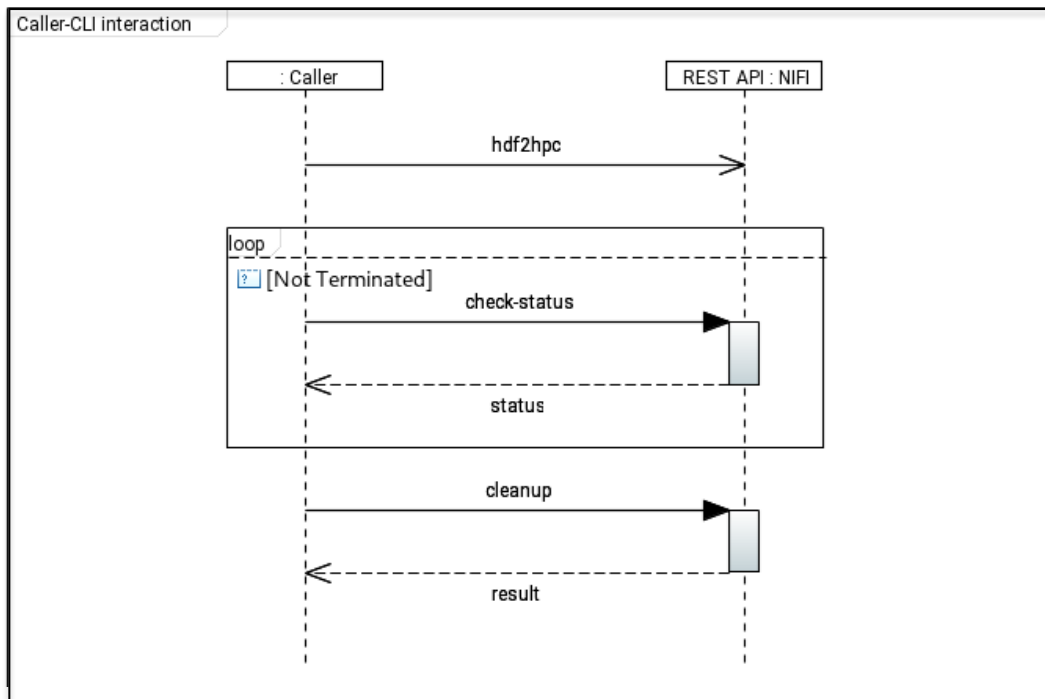 Caller-CLI interaction
: Caller
REST API : NIFI
hdf2hpc
loop
[Not Terminated]
check-status
status
cleanup
result